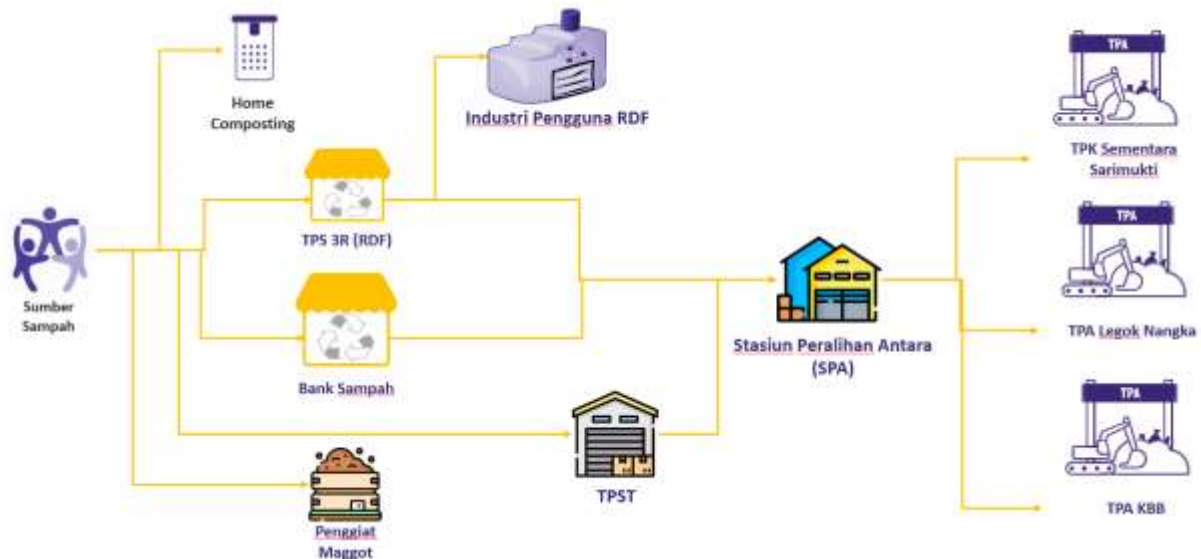 Home
Composting
Industri Pengguna RDF
TPS 3R (RDF)
Sumber
Sampah
Bank Sampah
Penggiat
Maggot
TPST
Stasiun Peralihan Antara
(SPA)
TPA
TPK Sementara
Sarimukti
TPA
TPA Legok Nangka
TPA
TPA KBB